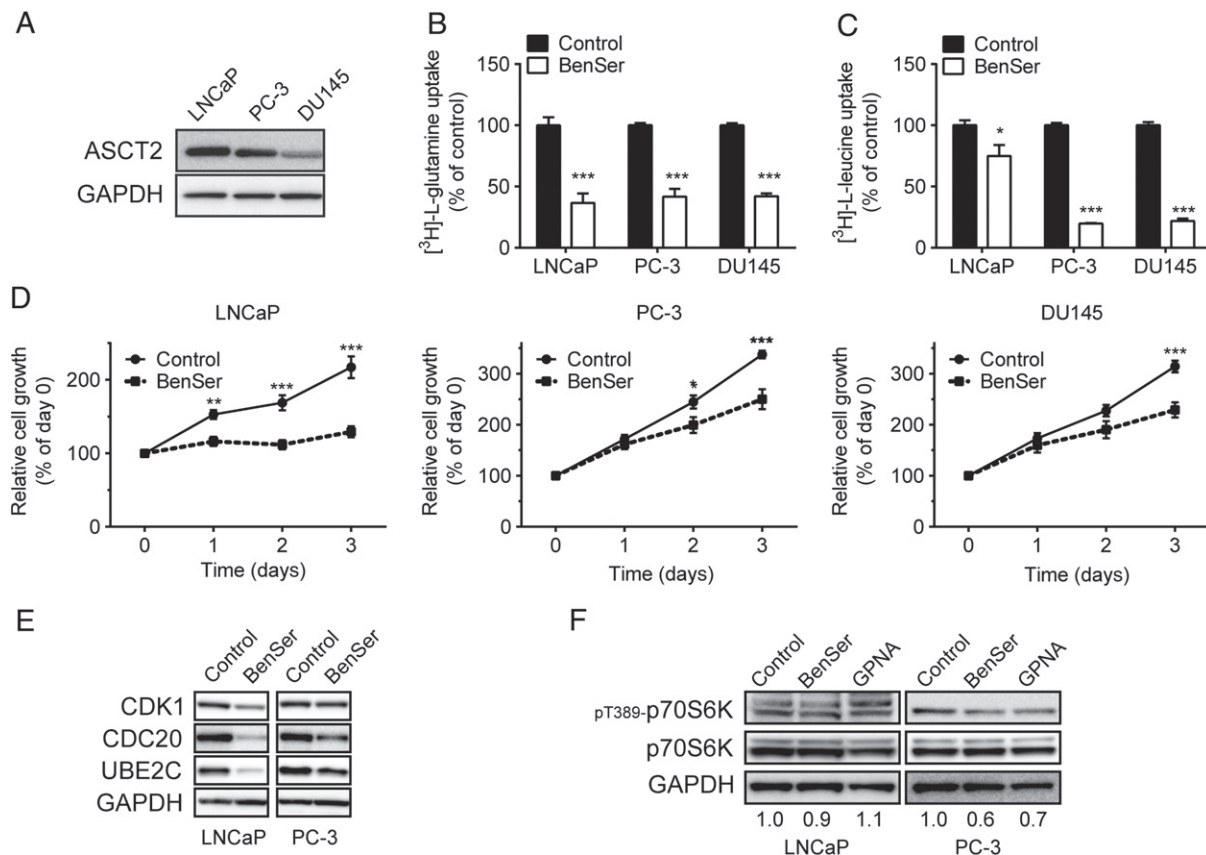 A
LNCaP
PC-3
DU145
ASCT2
GAPDH
B
Control
BenSer
[³H]-L-glutamine uptake
(% of control)
150
100
50
0
***
***
***
LNCaP
PC-3
DU145
C
Control
BenSer
[³H]-L-leucine uptake
(% of control)
150
100
50
0
*
***
***
LNCaP
PC-3
DU145
D
LNCaP
Control
BenSer
Relative cell growth
(% of day 0)
200
100
0
**
***
***
0 1 2 3
Time (days)
PC-3
Control
BenSer
Relative cell growth
(% of day 0)
300
200
100
0
*
***
0 1 2 3
Time (days)
DU145
Control
BenSer
Relative cell growth
(% of day 0)
300
200
100
0
***
0 1 2 3
Time (days)
E
Control
BenSer
Control
BenSer
CDK1
CDC20
UBE2C
GAPDH
LNCaP
PC-3
F
Control
BenSer
GPNA
Control
BenSer
GPNA
pT389-p70S6K
p70S6K
GAPDH
1.0 0.9 1.1 1.0 0.6 0.7
LNCaP
PC-3